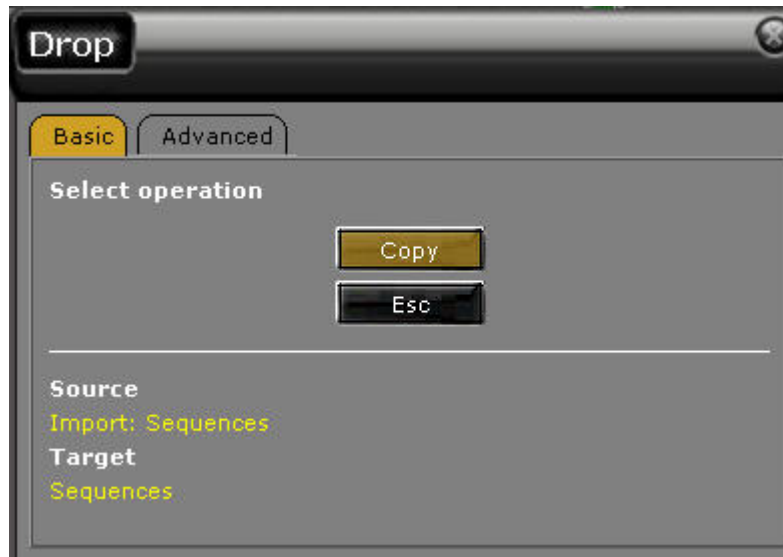 Drop
Basic Advanced
Select operation
Copy
Esc
Source
Import: Sequences
Target
Sequences